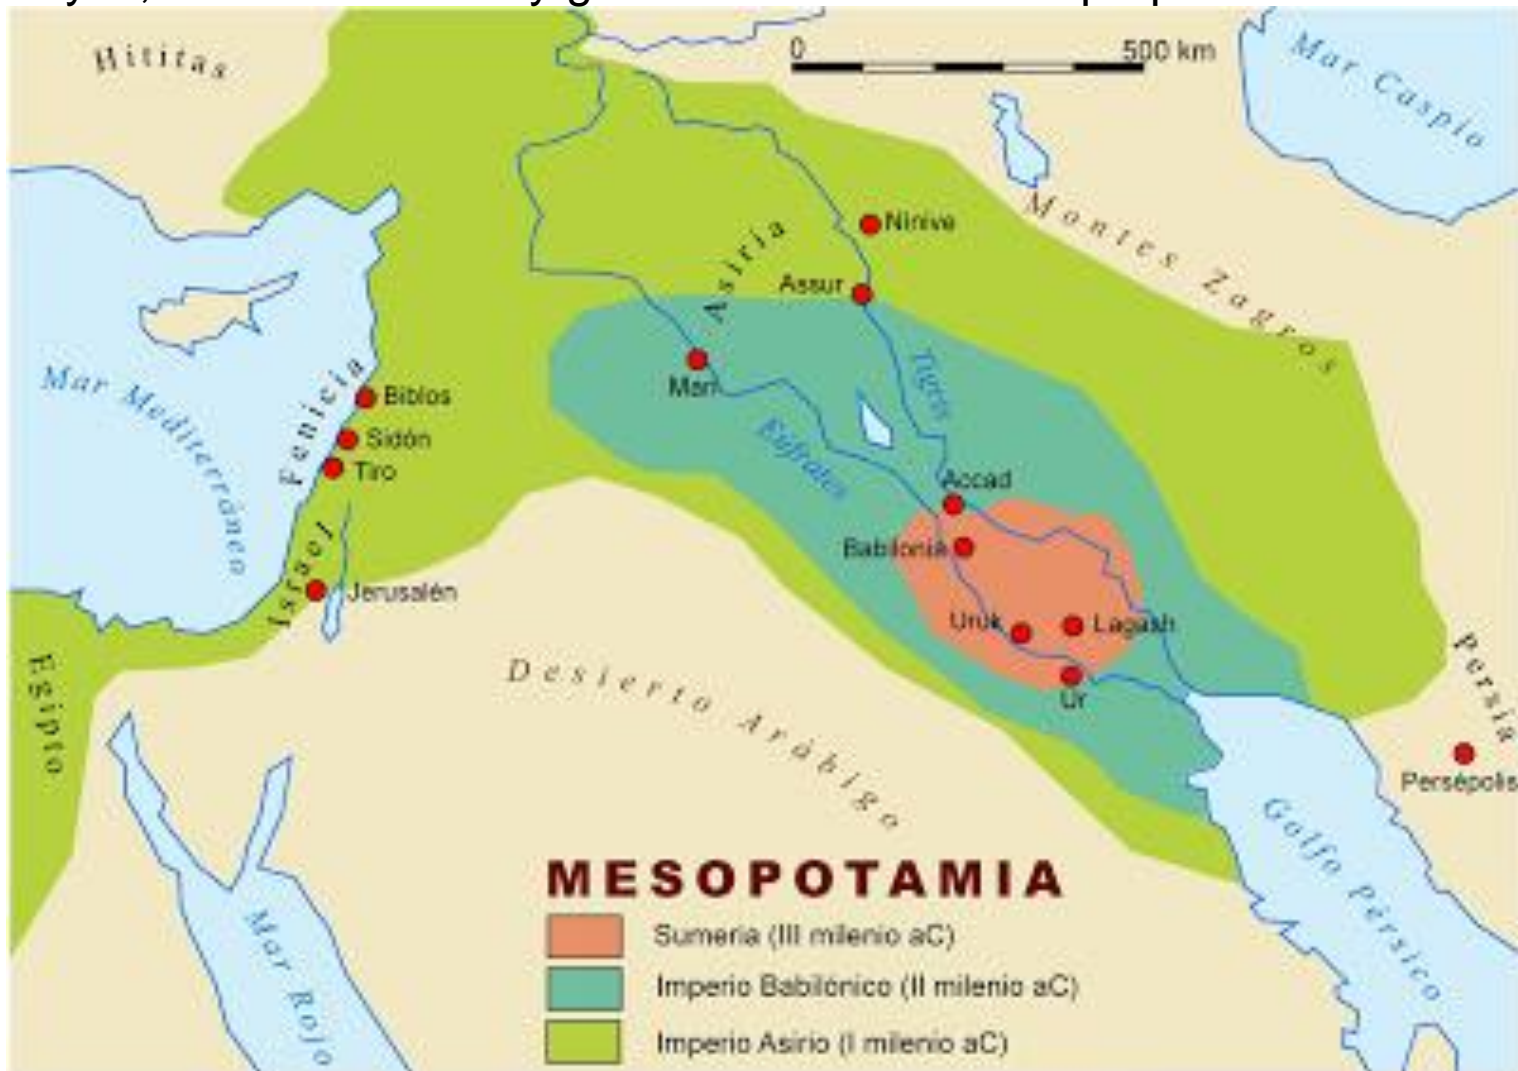 Hititas
0
500 km
Mar Caspio
Montes Zagros
Nínive
Asiria
Assur
Mari
Tigris
Eufrates
Mar Mediterráneo
Fenicia
Biblos
Sidón
Tiro
Israel
Jerusalén
Accad
Babilonia
Uruk
Lagash
Ur
Egipto
Desierto Arábigo
Persia
Persépolis
Golfo Pérsico
Mar Rojo
MESOPOTAMIA
Sumeria (III milenio aC)
Imperio Babilónico (II milenio aC)
Imperio Asirio (I milenio aC)